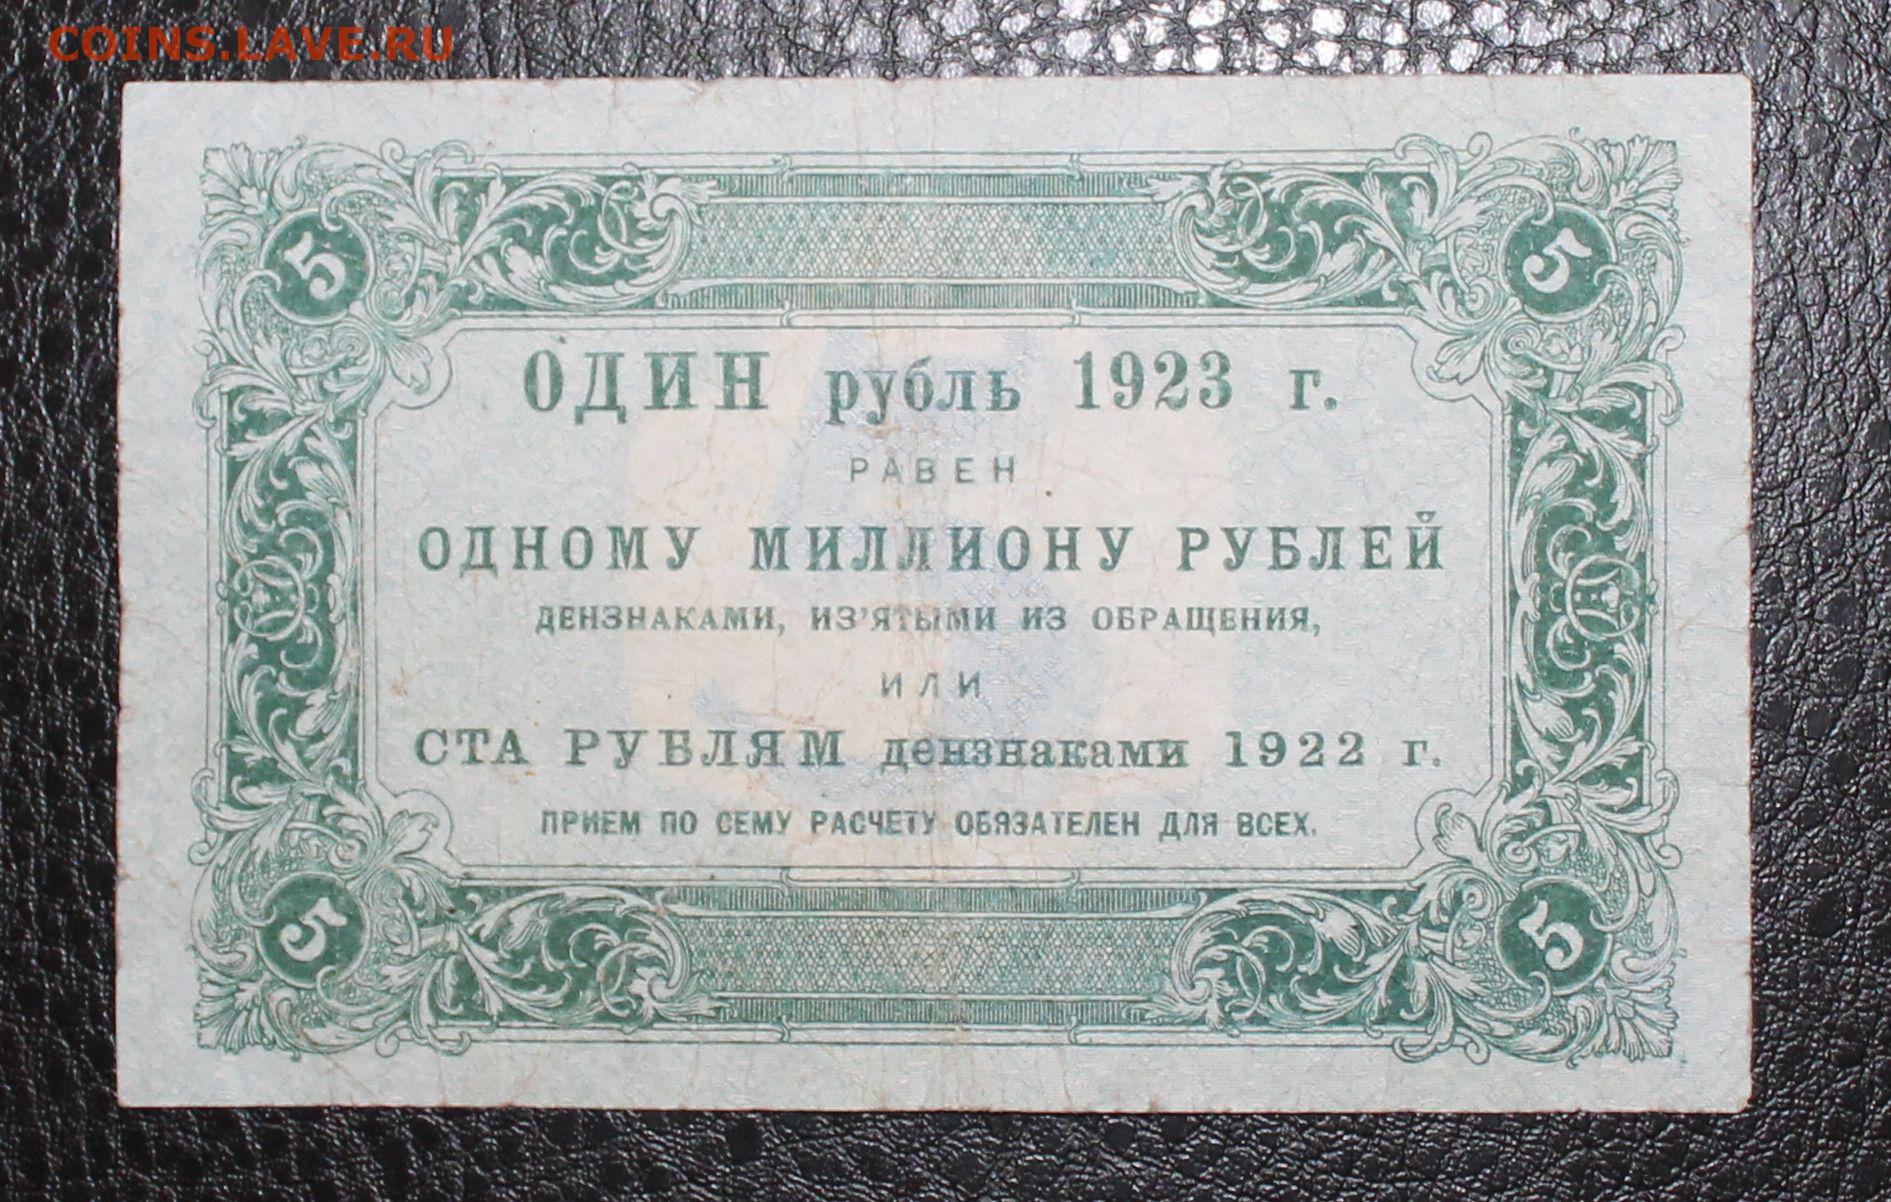 COINS.LAVE.RU
5 5
ОДИН рубль 1923 г.
РАВЕН
ОДНОМУ МИЛЛИОНУ РУБЛЕЙ
ДЕНЗНАКАМИ, ИЗ'ЯТЫМИ ИЗ ОБРАЩЕНИЯ,
ИЛИ
СТА РУБЛЯМ дензнаками 1922 г.
ПРИЕМ ПО СЕМУ РАСЧЕТУ ОБЯЗАТЕЛЕН ДЛЯ ВСЕХ.
5 5